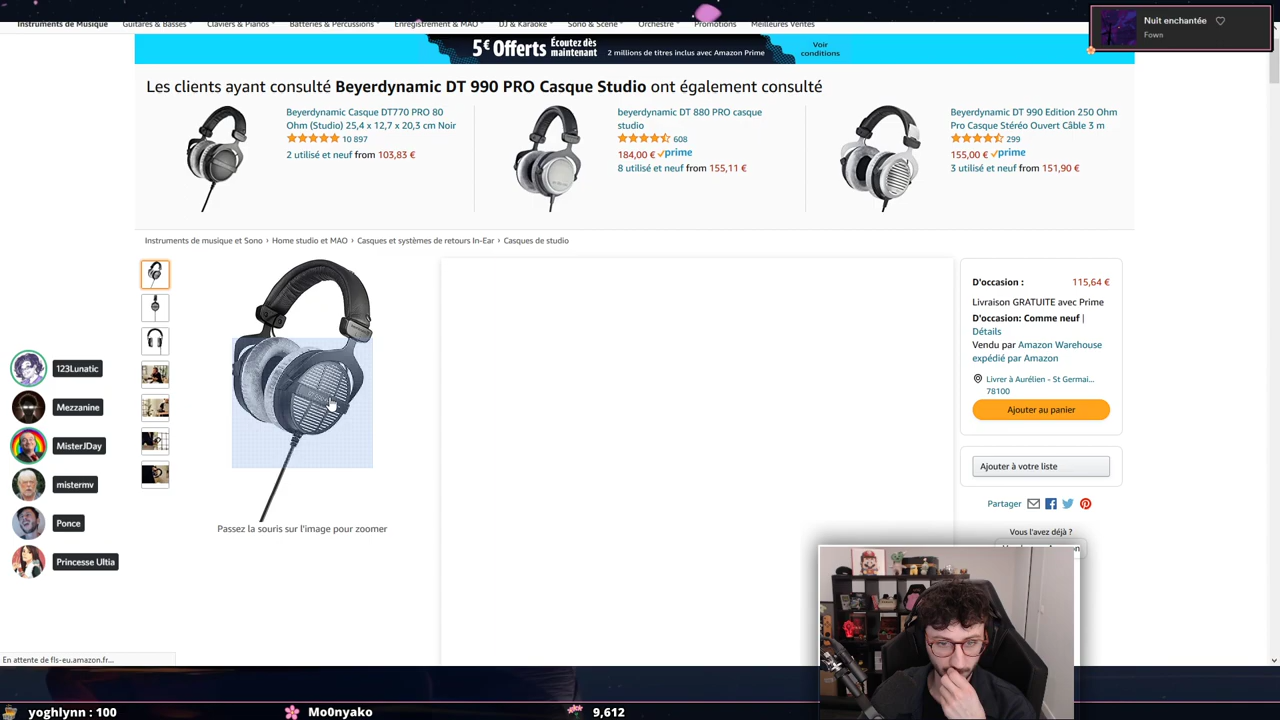 Instruments de Musique Guitares & Basses Claviers & Pianos Batteries & Percussions Enregistrement & MAO DJ & Karaoké Sono & Scène Orchestre Promotions Meilleures Ventes
Nuit enchantée
Fown
5€ Offerts Écoutez dès maintenant 2 millions de titres inclus avec Amazon Prime Voir conditions
Les clients ayant consulté Beyerdynamic DT 990 PRO Casque Studio ont également consulté
Beyerdynamic Casque DT770 PRO 80
Ohm (Studio) 25,4 x 12,7 x 20,3 cm Noir
10 897
2 utilisé et neuf from 103,83 €
beyerdynamic DT 880 PRO casque
studio
608
184,00 € prime
8 utilisé et neuf from 155,11 €
Beyerdynamic DT 990 Edition 250 Ohm
Pro Casque Stéréo Ouvert Câble 3 m
299
155,00 € prime
3 utilisé et neuf from 151,90 €
Instruments de musique et Sono › Home studio et MAO › Casques et systèmes de retours In-Ear › Casques de studio
Passez la souris sur l'image pour zoomer
D'occasion : 115,64 €
Livraison GRATUITE avec Prime
D'occasion: Comme neuf |
Détails
Vendu par Amazon Warehouse
expédié par Amazon
Livrer à Aurélien - St Germai...
78100
Ajouter au panier
Ajouter à votre liste
Partager
Vous l'avez déjà ?
123Lunatic
Mezzanine
MisterJDay
mistermv
Ponce
Princesse Ultia
En attente de fls-eu.amazon.fr...
yoghlynn : 100
Mo0nyako
9,612